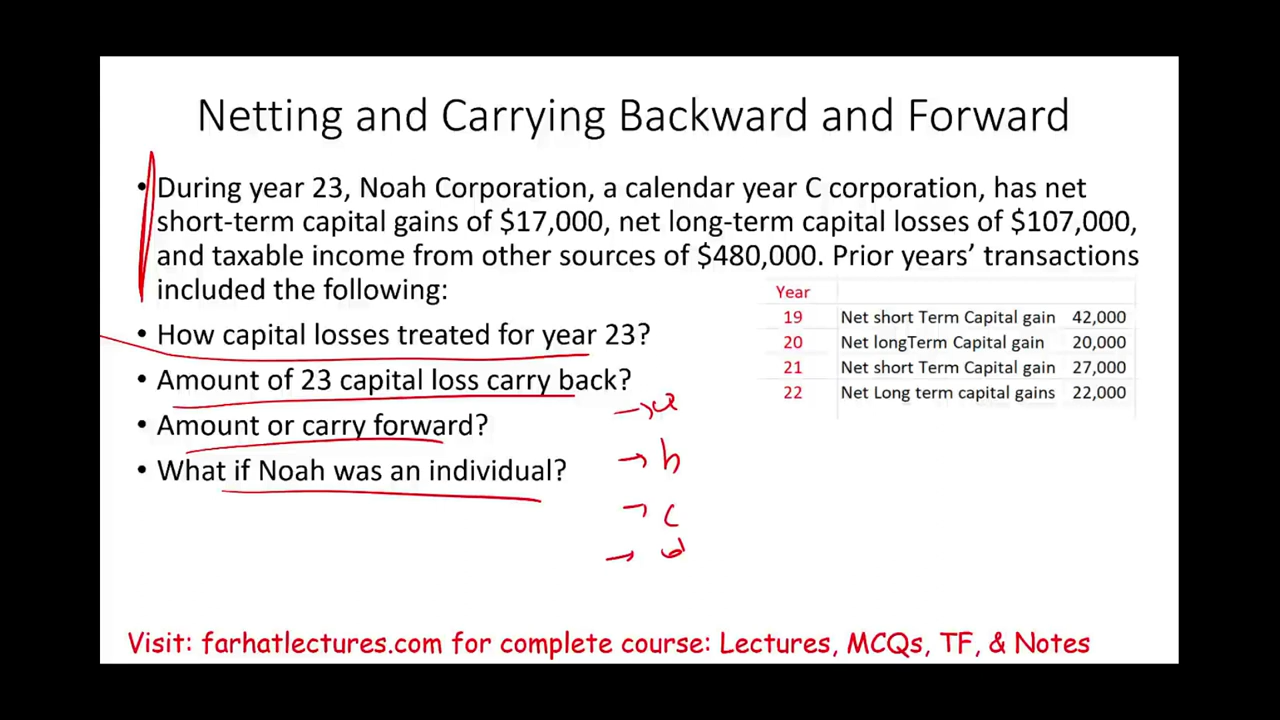 Netting and Carrying Backward and Forward
• During year 23, Noah Corporation, a calendar year C corporation, has net
short-term capital gains of $17,000, net long-term capital losses of $107,000,
and taxable income from other sources of $480,000. Prior years’ transactions
included the following:
• How capital losses treated for year 23?
• Amount of 23 capital loss carry back?
• Amount or carry forward?
• What if Noah was an individual?
Year
19 Net short Term Capital gain 42,000
20 Net longTerm Capital gain 20,000
21 Net short Term Capital gain 27,000
22 Net Long term capital gains 22,000
→ b
→ c
→ d
Visit: farhatlectures.com for complete course: Lectures, MCQs, TF, & Notes